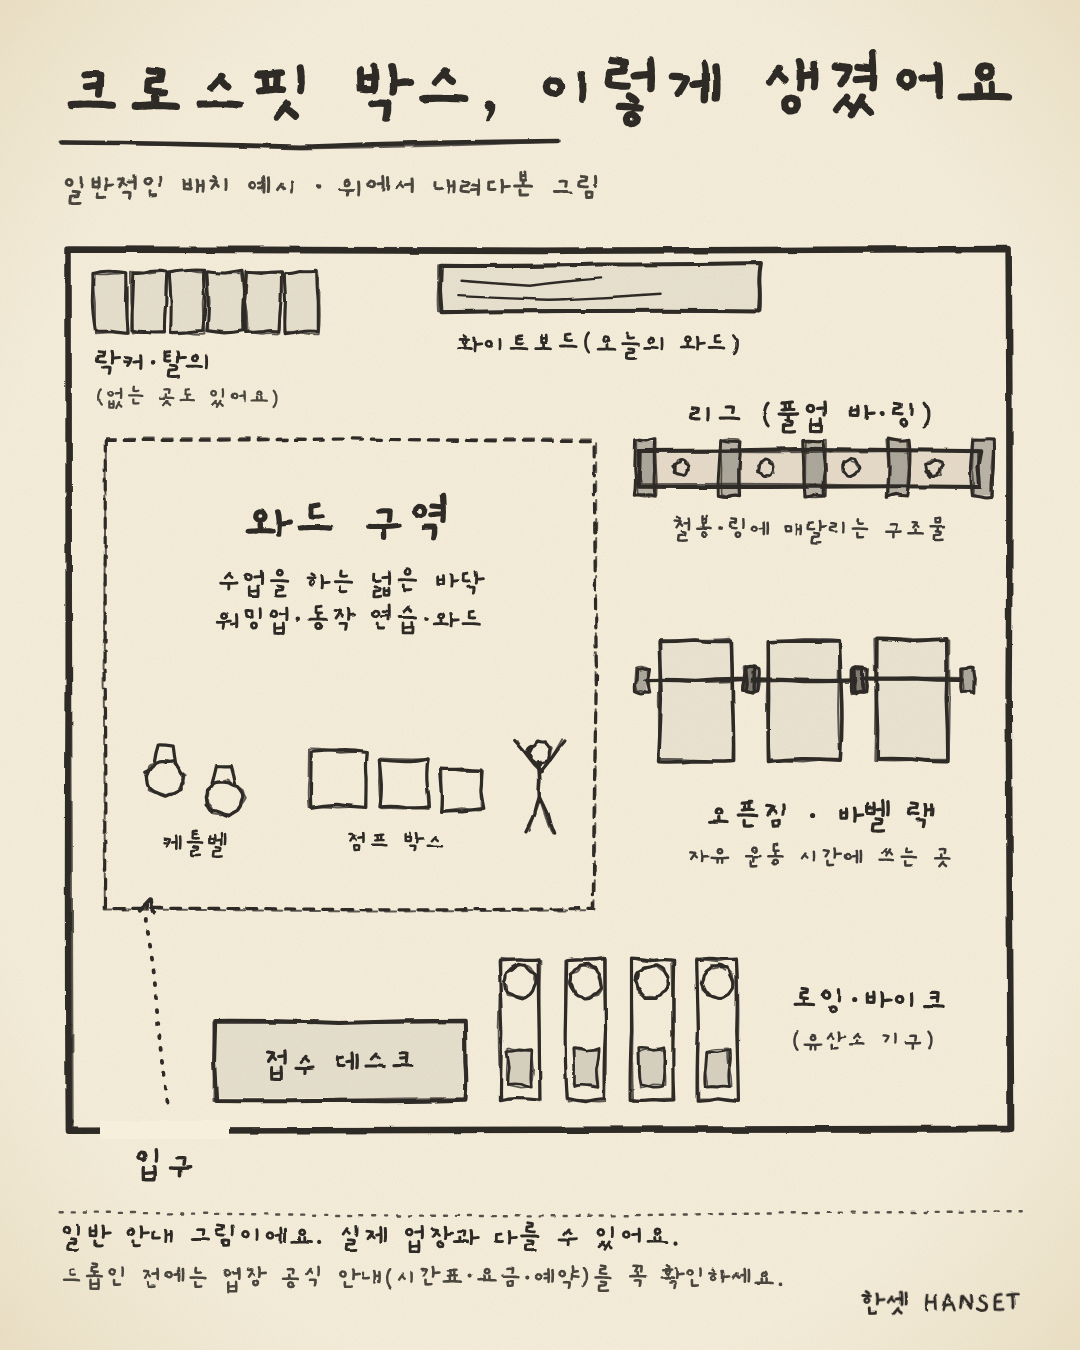 크로스핏 박스, 이렇게 생겼어요
일반적인 배치 예시 · 위에서 내려다본 그림
락커·탈의
(없는 곳도 있어요)
화이트보드(오늘의 와드)
리그 (풀업 바·링)
철봉·링에 매달리는 구조물
와드 구역
수업을 하는 넓은 바닥
워밍업·동작 연습·와드
케틀벨
점프 박스
오픈짐 · 바벨 랙
자유 운동 시간에 쓰는 곳
로잉·바이크
(유산소 기구)
접수 데스크
입구
일반 안내 그림이에요. 실제 업장과 다를 수 있어요.
드롭인 전에는 업장 공식 안내(시간표·요금·예약)를 꼭 확인하세요.
한셋 HANSET